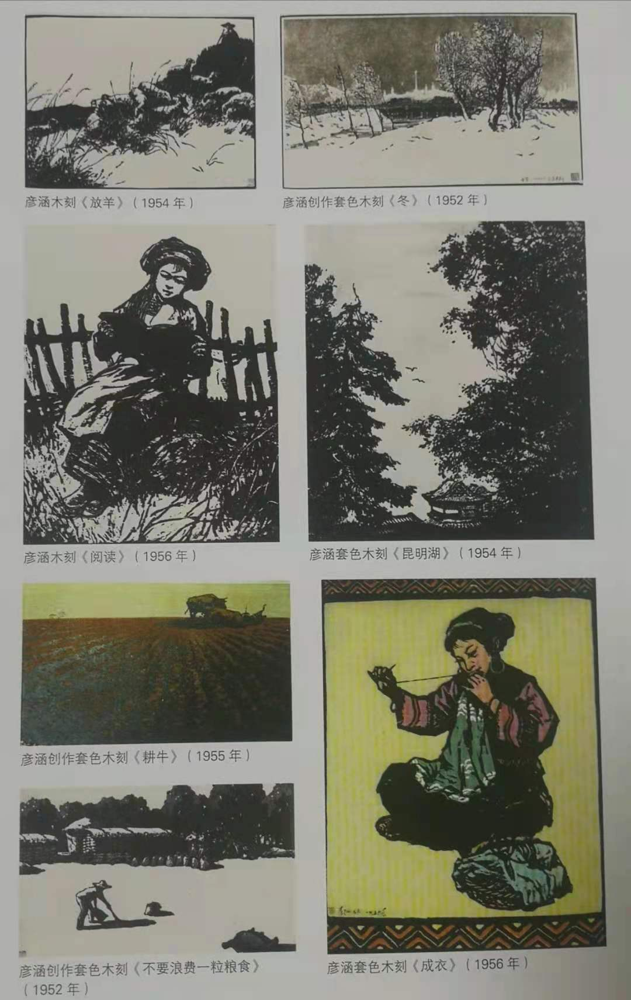 彦涵木刻《放羊》（1954 年）
彦涵创作套色木刻《冬》（1952 年）
彦涵木刻《阅读》（1956 年）
彦涵套色木刻《昆明湖》（1954 年）
彦涵创作套色木刻《耕牛》（1955 年）
彦涵创作套色木刻《不要浪费一粒粮食》
（1952 年）
彦涵套色木刻《成衣》（1956 年）